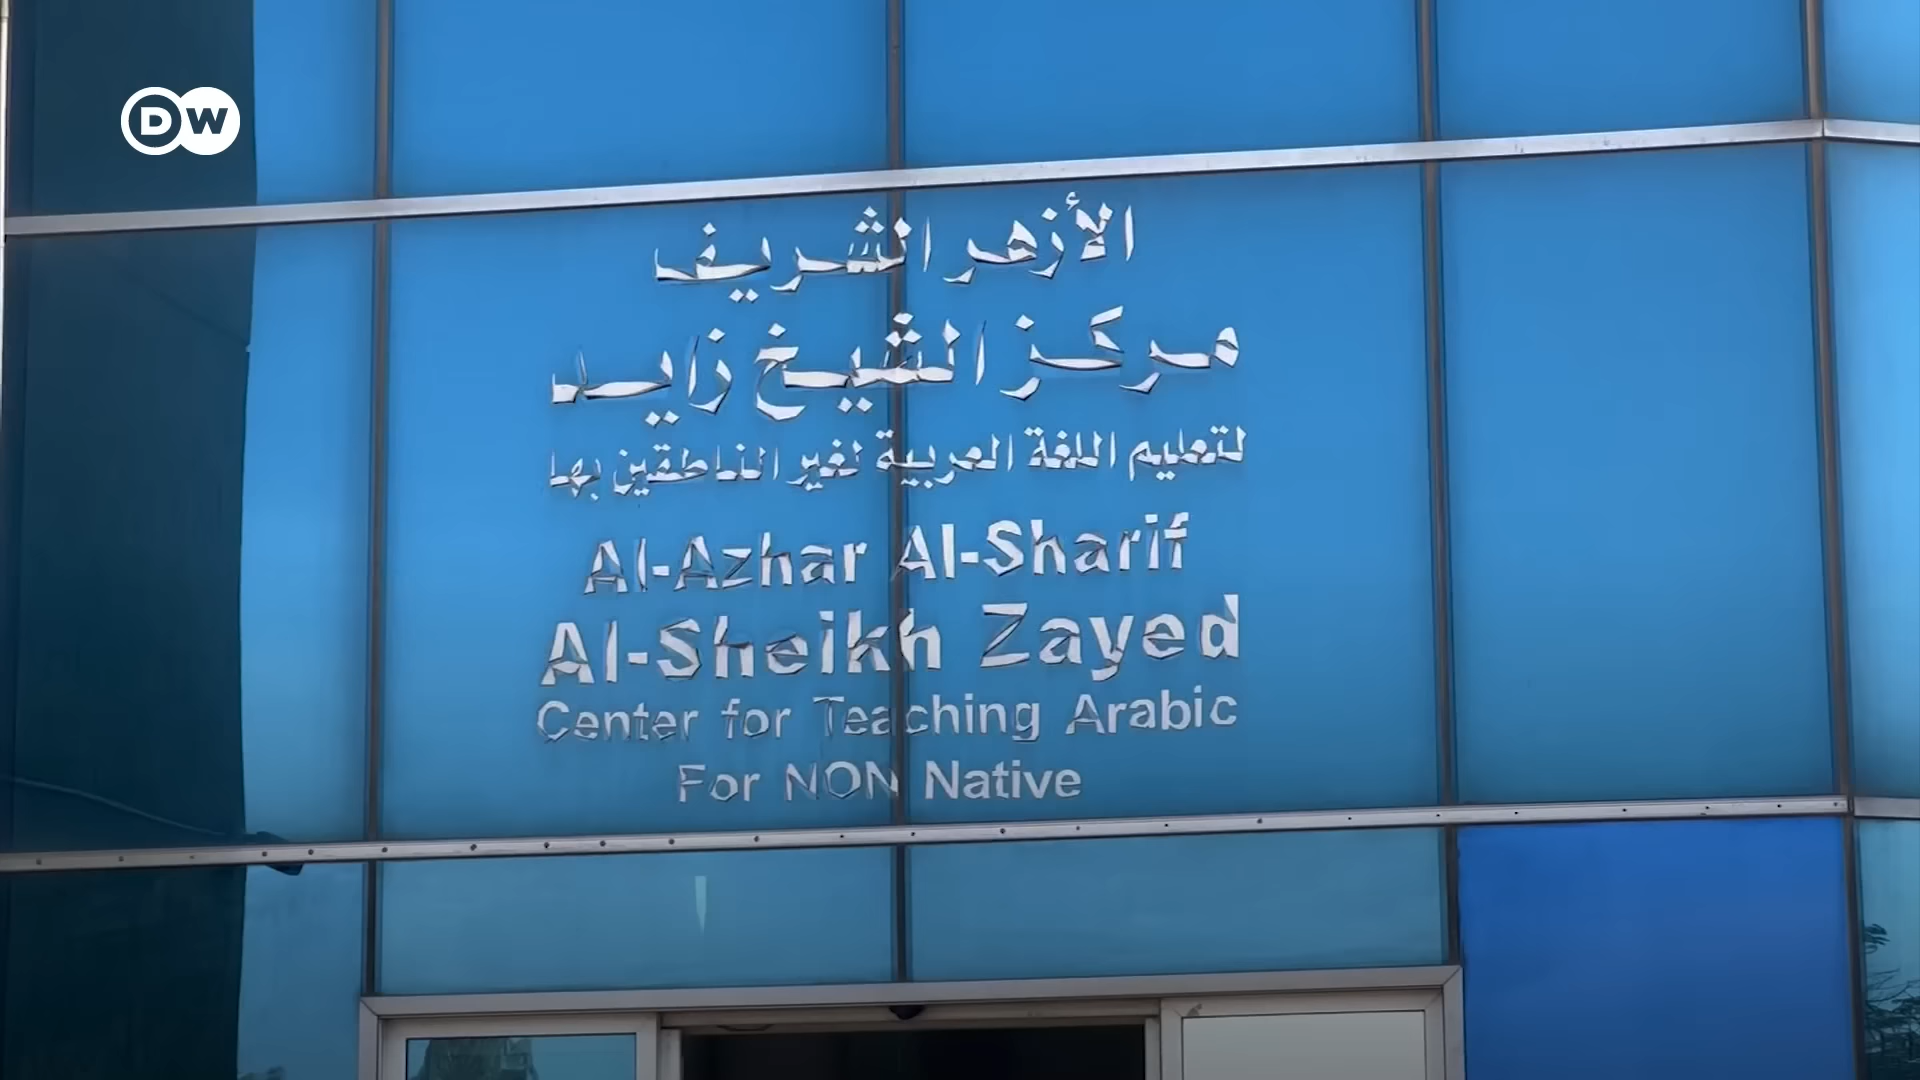 DW
الأزهر الشريف
مركز الشيخ زايد
لتعليم اللغة العربية لغير الناطقين بها
Al-Azhar Al-Sharif
Al-Sheikh Zayed
Center for Teaching Arabic
For NON Native